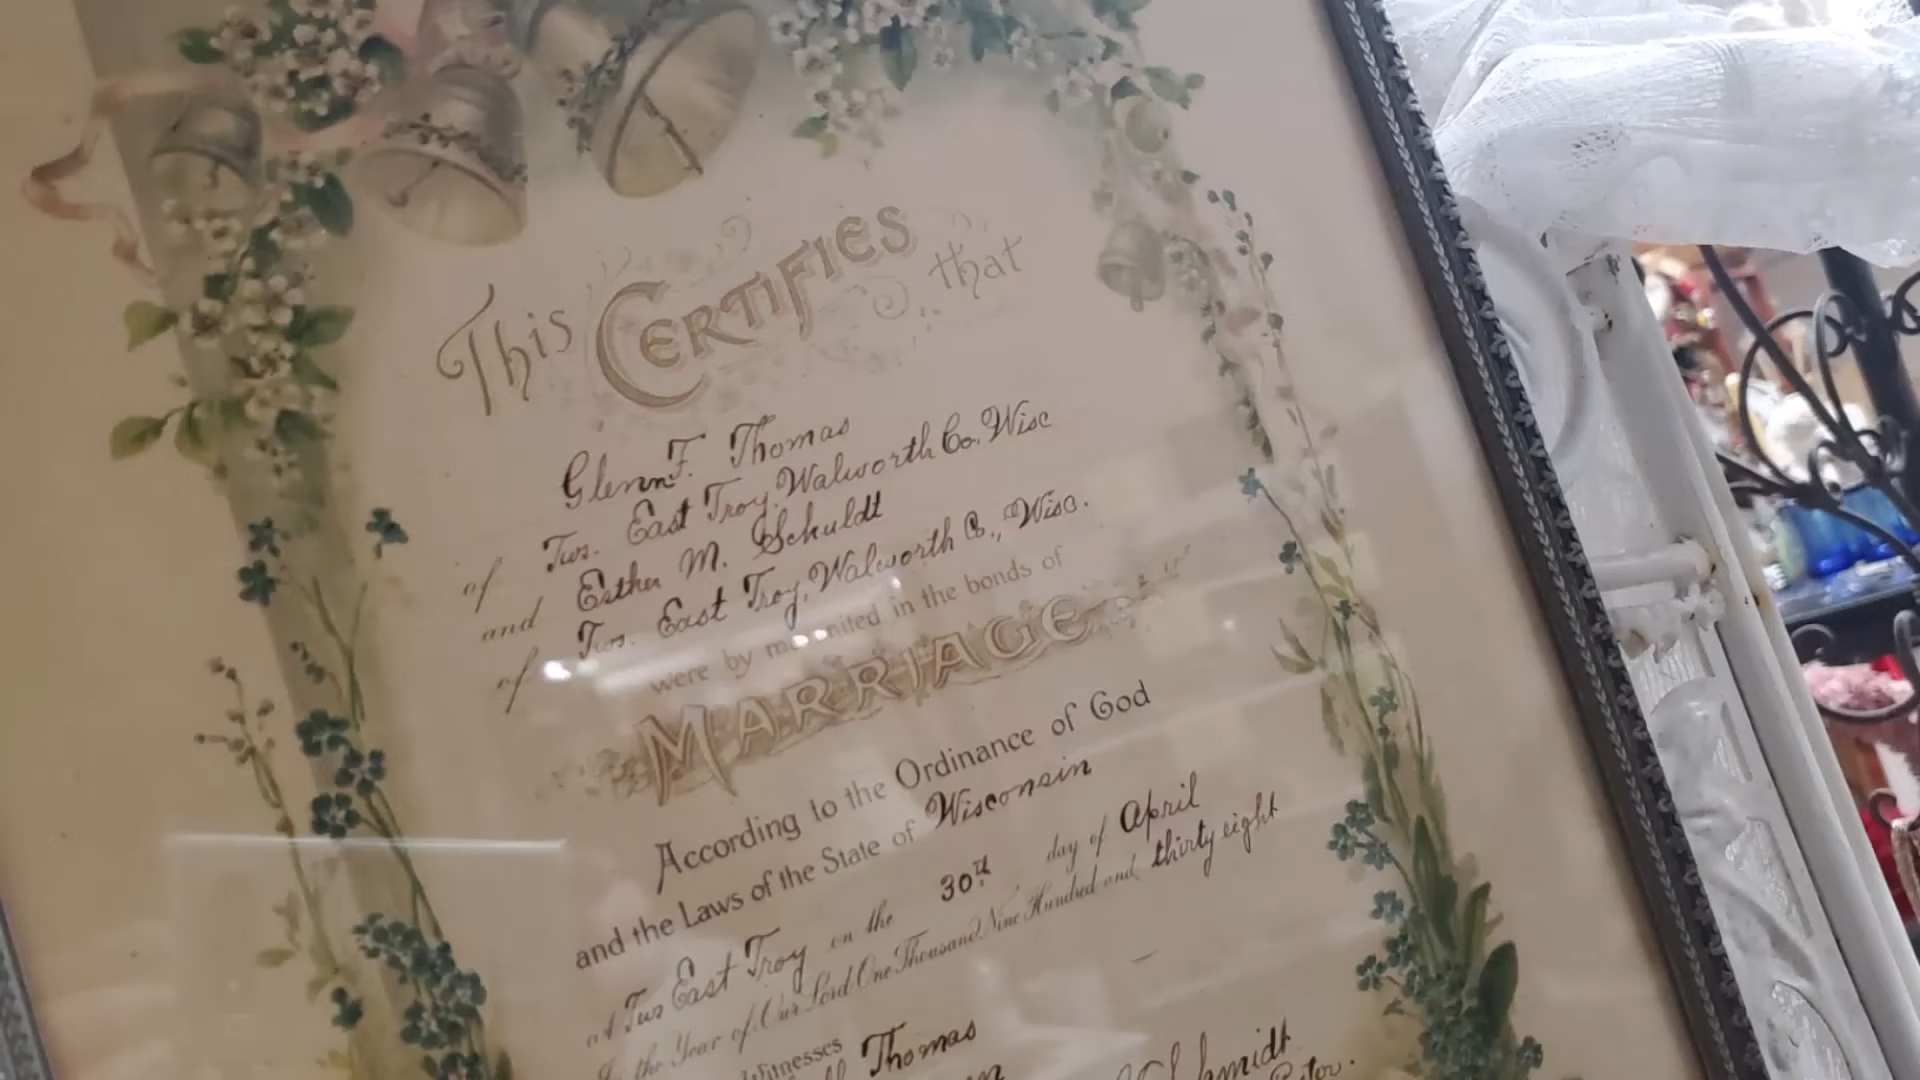 This CERTIFIES that
Glenn F. Thomas
of Tws. East Troy, Walworth Co. Wisc
and Esther M. Schuldt
of Tws. East Troy, Walworth Co., Wisc.
were by me united in the bonds of
MARRIAGE
According to the Ordinance of God
and the Laws of the State of Wisconsin
at Tws East Troy on the 30th day of April
In the Year of Our Lord One Thousand Nine Hundred and thirty eight
Witnesses
Thomas
Schmidt
Pastor.